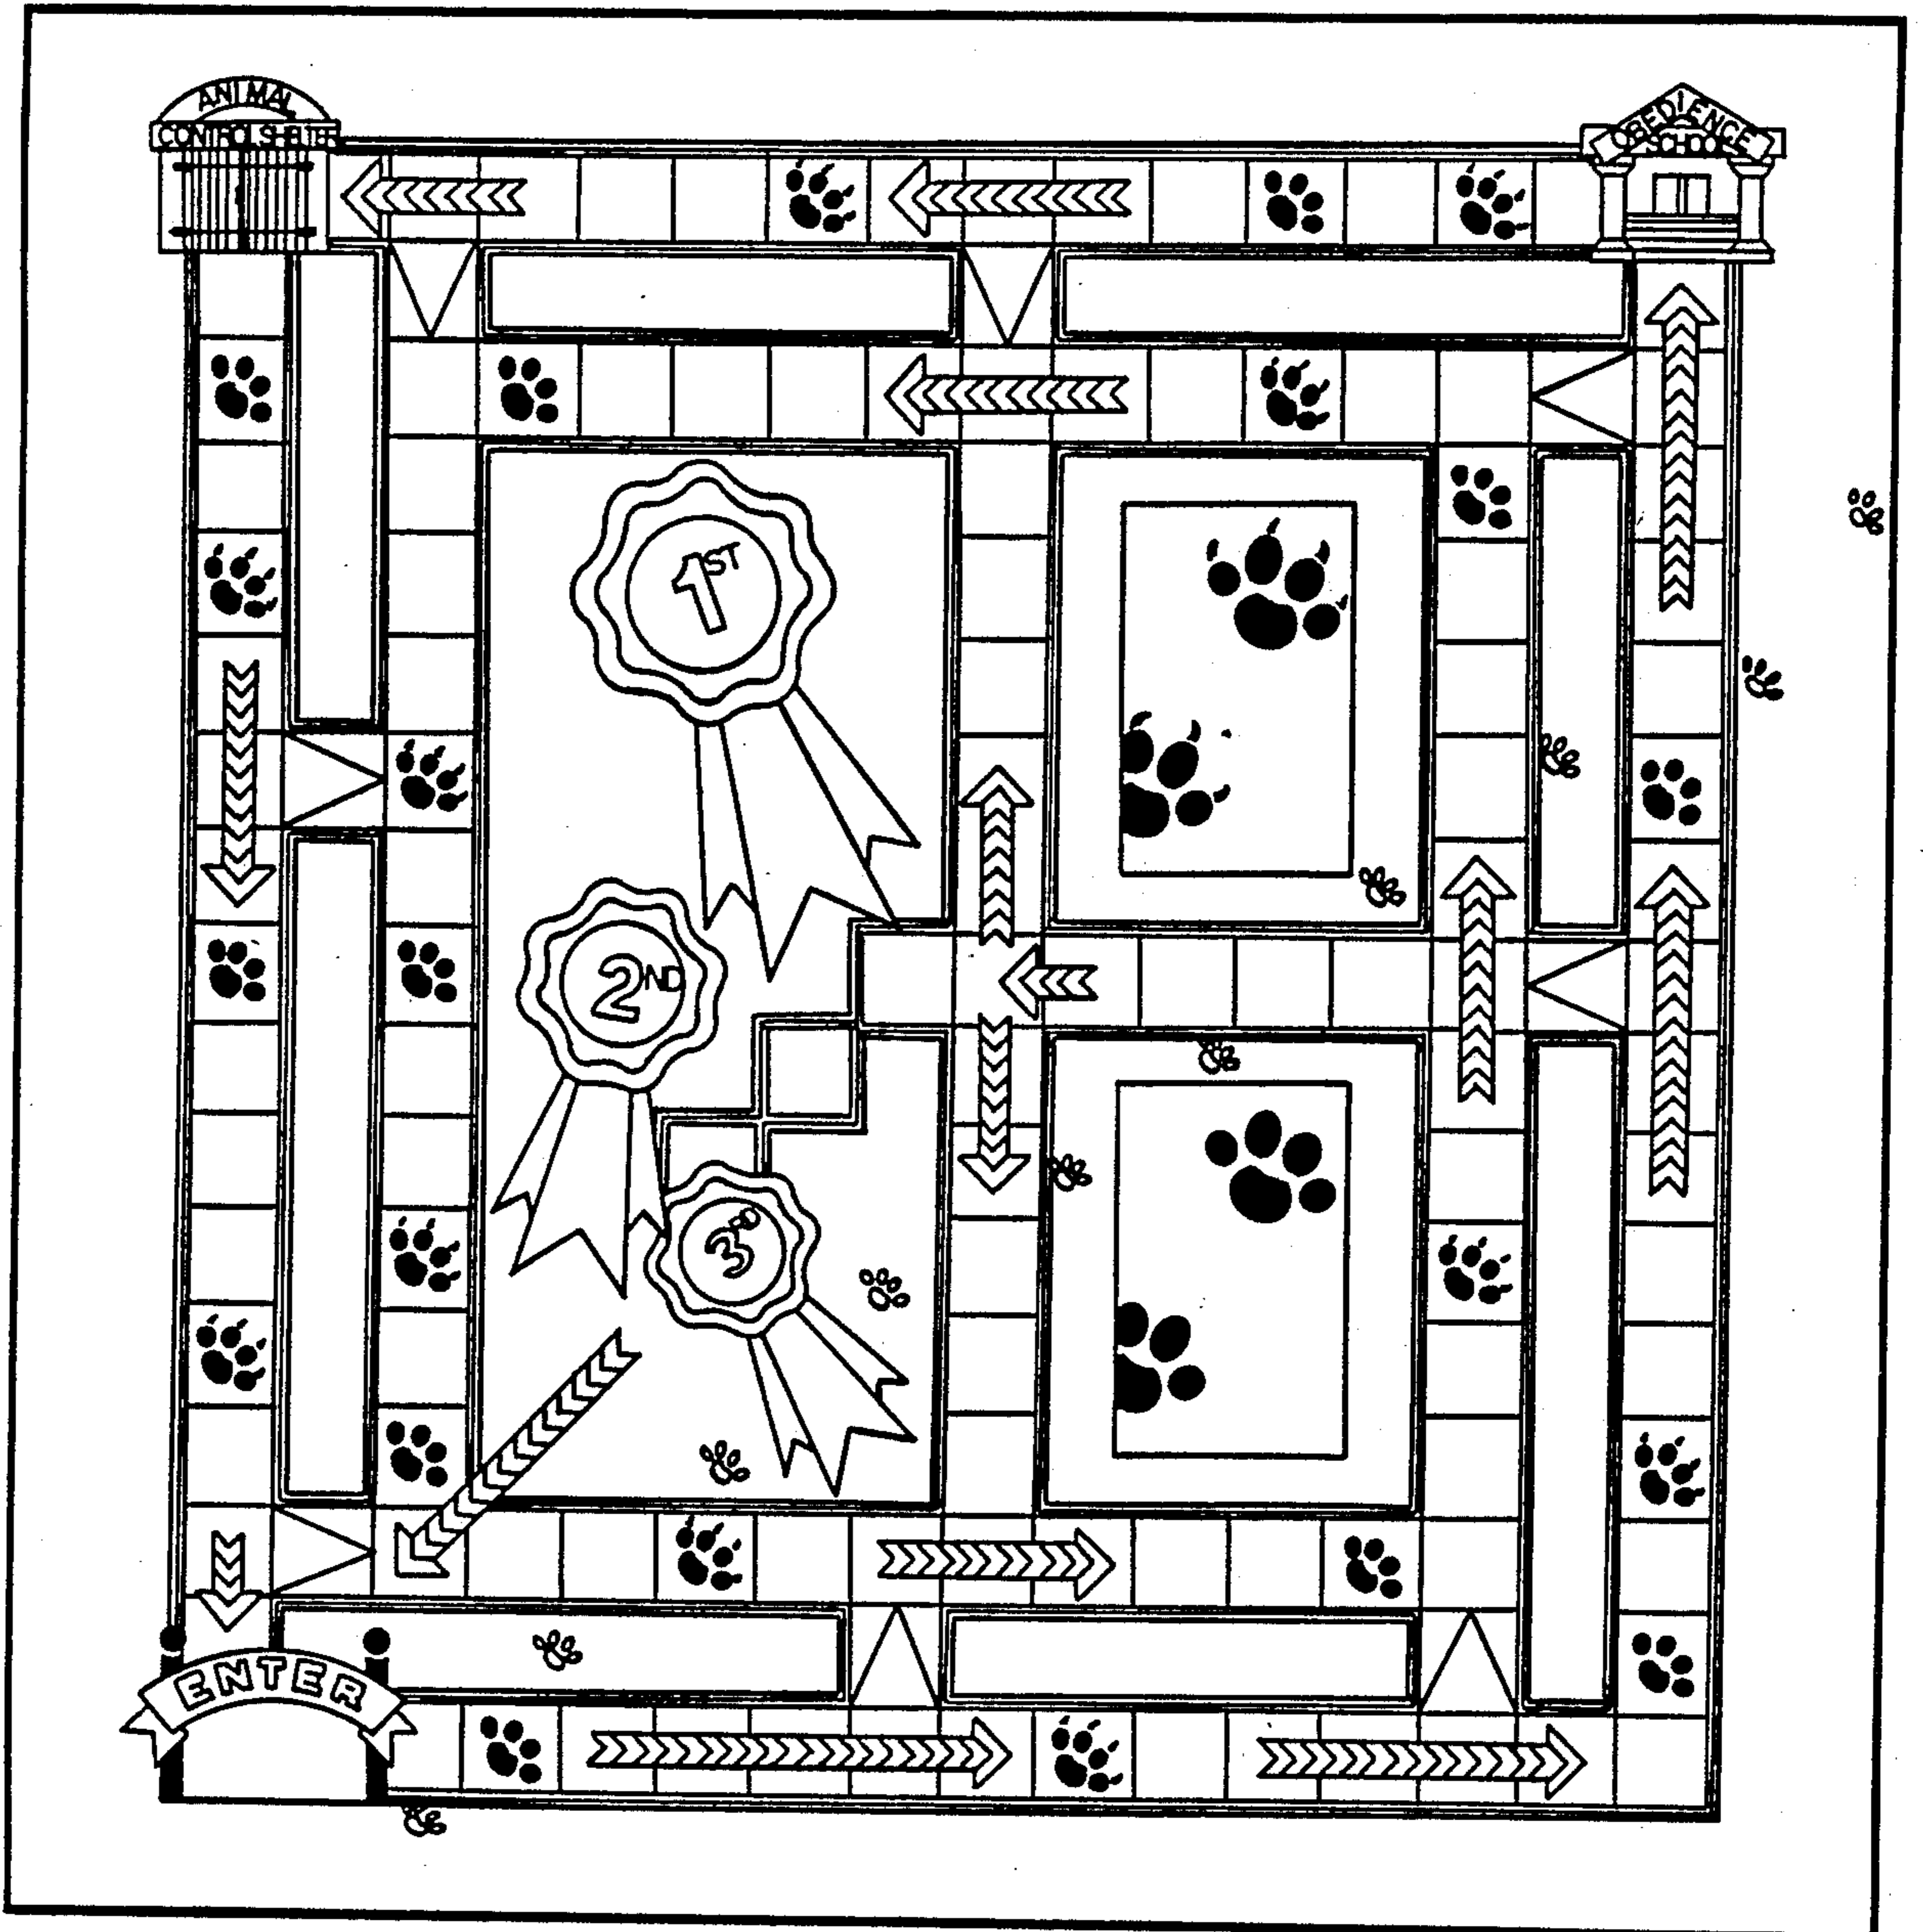 ANIMAL
CONTROL SHELTER
OBEDIENCE
SCHOOL
1ST
2ND
3RD
ENTER